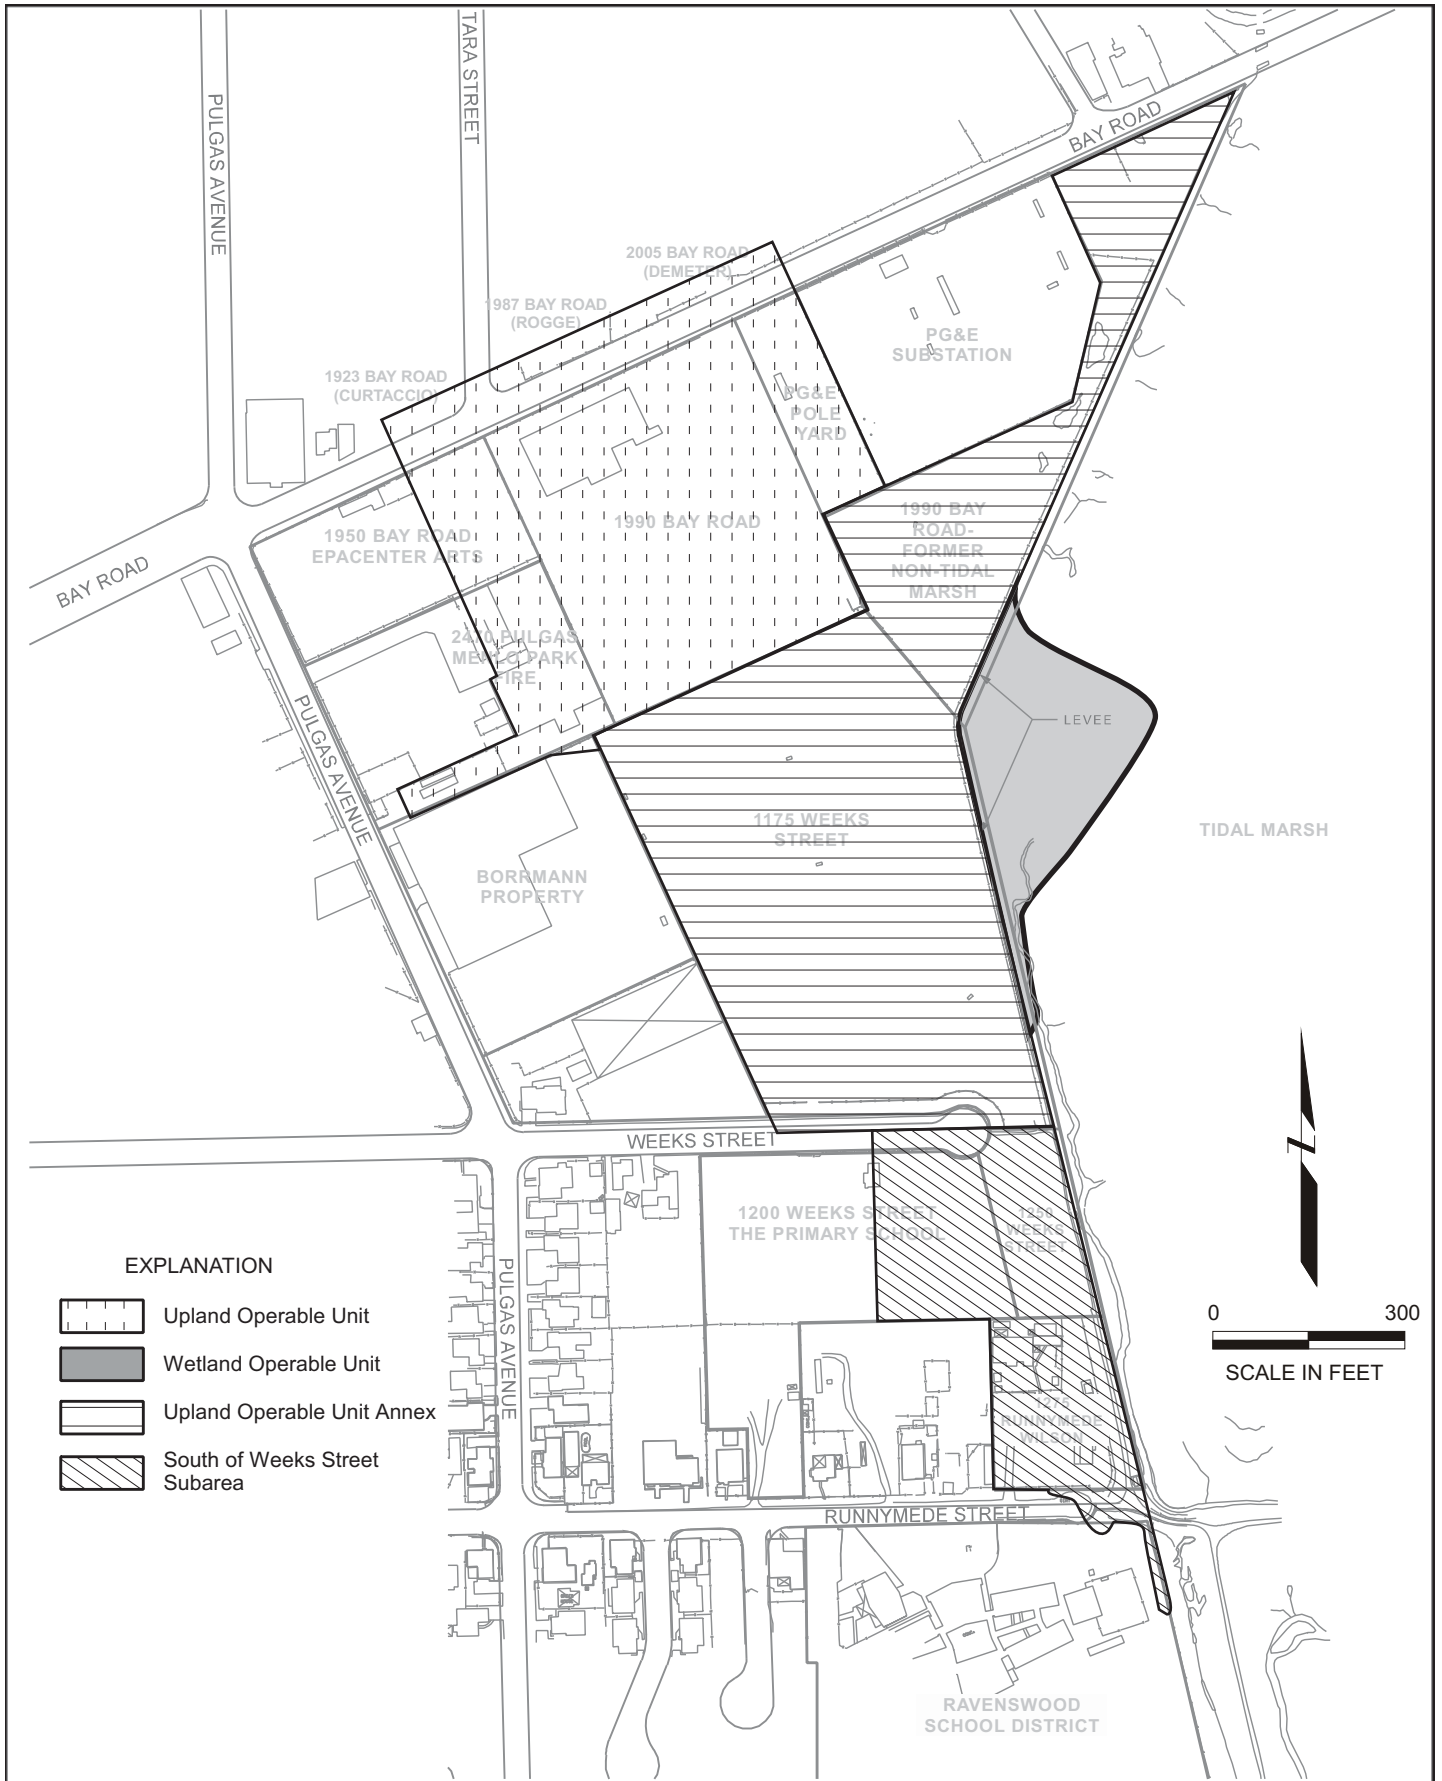 TARA STREET
PULGAS AVENUE
BAY ROAD
2005 BAY ROAD
(DEMETER)
1987 BAY ROAD
(ROGGE)
PG&E
SUBSTATION
1923 BAY ROAD
(CURTACCIO)
PG&E
POLE
YARD
1990 BAY ROAD
1990 BAY
ROAD-
FORMER
NON-TIDAL
MARSH
1950 BAY ROAD
EPACENTER ARTS
BAY ROAD
2470 PULGAS
MENLO PARK
FIRE
PULGAS AVENUE
LEVEE
1175 WEEKS
STREET
TIDAL MARSH
BORRMANN
PROPERTY
WEEKS STREET
1200 WEEKS STREET
THE PRIMARY SCHOOL
1250
WEEKS
STREET
PULGAS AVENUE
EXPLANATION
Upland Operable Unit
Wetland Operable Unit
Upland Operable Unit Annex
South of Weeks Street
Subarea
N
0 300
SCALE IN FEET
1275
RUNNYMEDE
WILSON
RUNNYMEDE STREET
RAVENSWOOD
SCHOOL DISTRICT